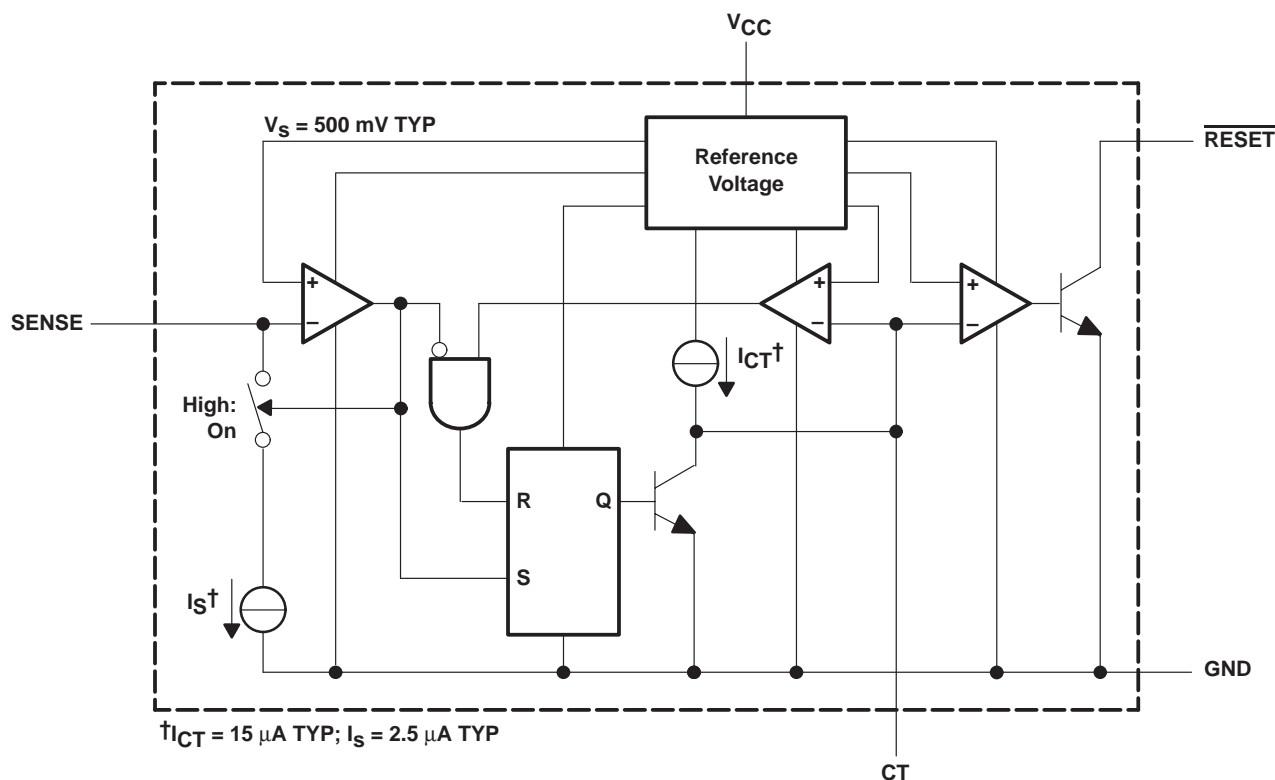 VCC
VS = 500 mV TYP
Reference
Voltage
RESET
+
−
+
−
+
−
SENSE
ICT†
High:
On
R
Q
S
IS†
GND
†ICT = 15 μA TYP; IS = 2.5 μA TYP
CT